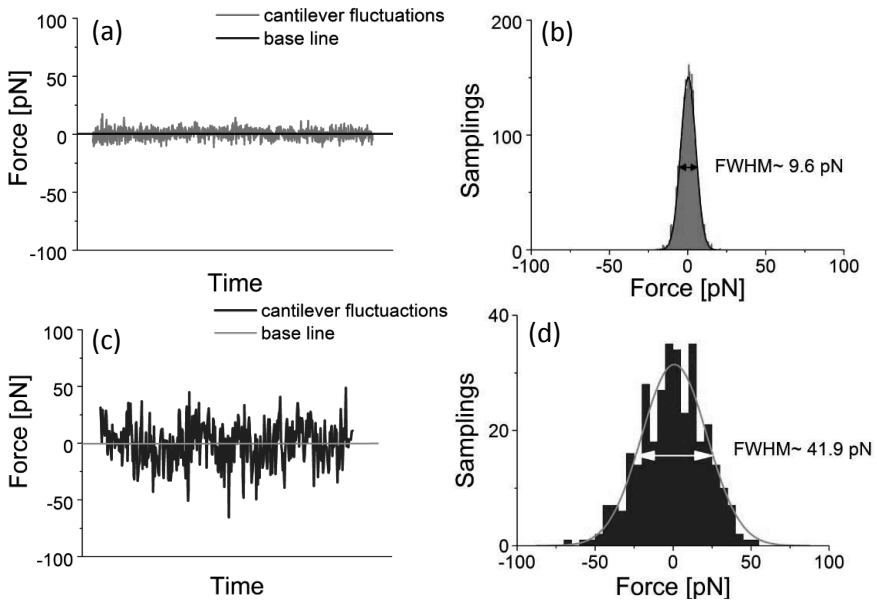 (a)
cantilever fluctuations
base line
Force [pN]
100
50
0
-50
-100
Time
(b)
Samplings
200
100
0
FWHM~ 9.6 pN
-100 -50 0 50 100
Force [pN]
(c)
cantilever fluctuactions
base line
Force [pN]
100
50
0
-50
-100
Time
(d)
Samplings
40
20
0
FWHM~ 41.9 pN
-100 -50 0 50 100
Force [pN]